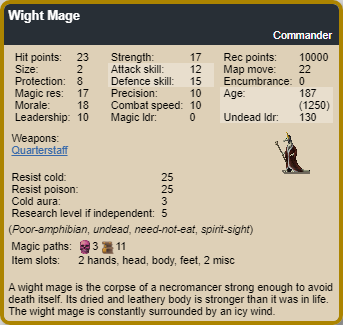 Wight Mage
Commander
Hit points: 23 Strength: 17 Rec points: 10000
Size: 2 Attack skill: 12 Map move: 22
Protection: 8 Defence skill: 15 Encumbrance: 0
Magic res: 17 Precision: 10 Age: 187
Morale: 18 Combat speed: 10 (1250)
Leadership: 10 Magic ldr: 0 Undead ldr: 130
Weapons:
Quarterstaff
Resist cold: 25
Resist poison: 25
Cold aura: 3
Research level if independent: 5
(Poor-amphibian, undead, need-not-eat, spirit-sight)
Magic paths: 3 11
Item slots: 2 hands, head, body, feet, 2 misc
A wight mage is the corpse of a necromancer strong enough to avoid
death itself. Its dried and leathery body is stronger than it was in life.
The wight mage is constantly surrounded by an icy wind.